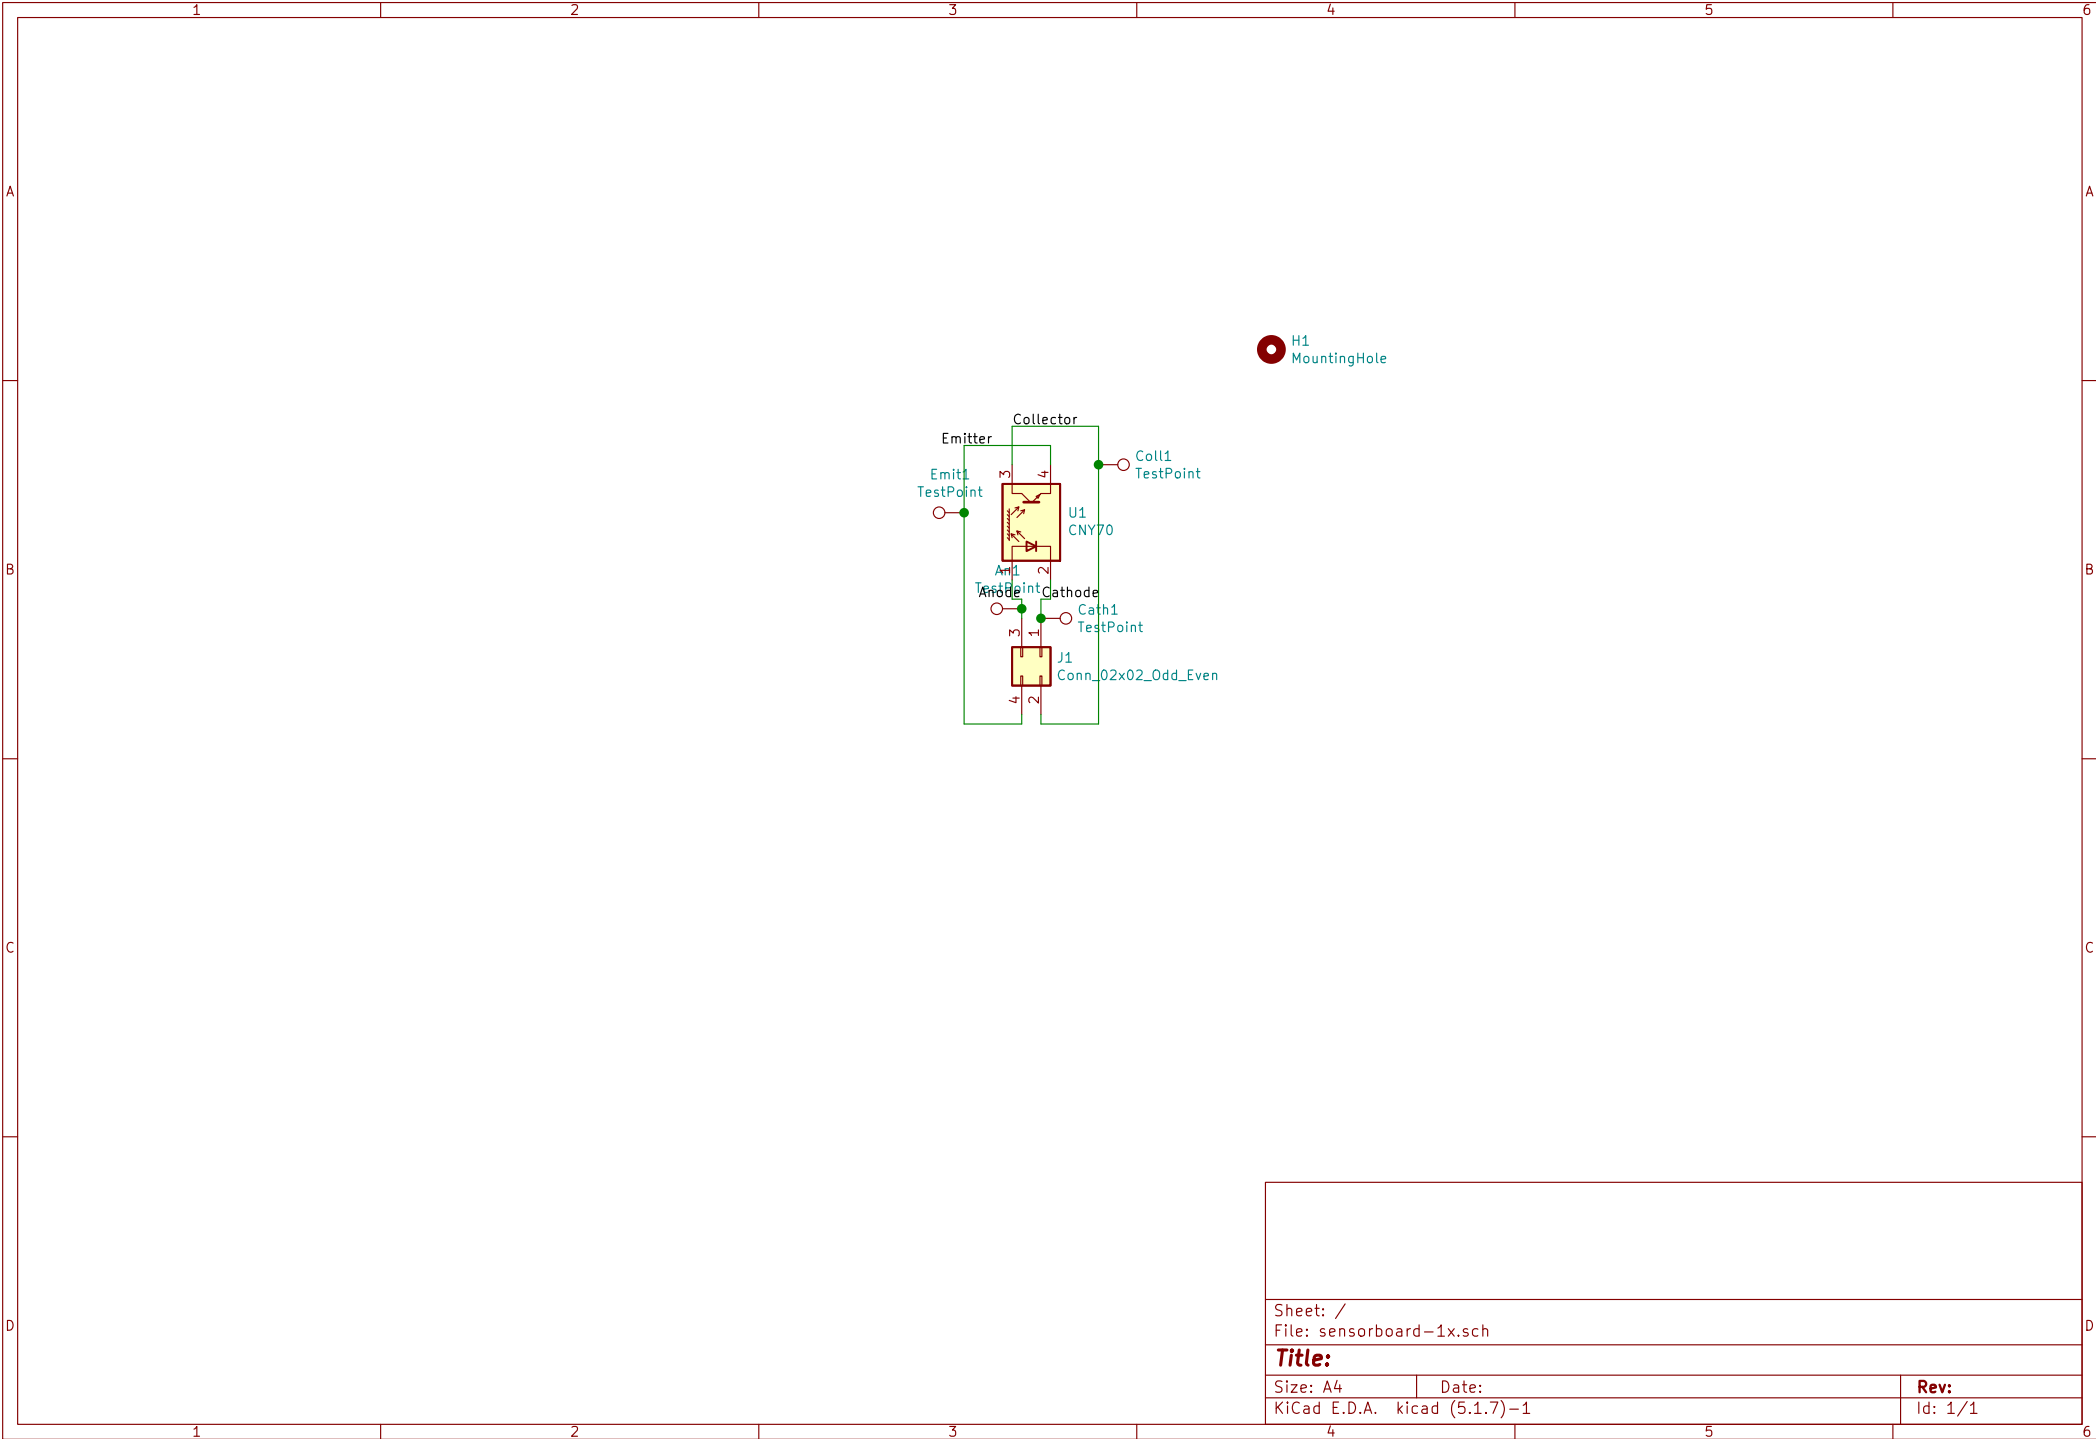 1 2 3 4 5 6
A A
H1
MountingHole
Collector
Emitter
Coll1
TestPoint
Emit1
TestPoint
3 4
U1
CNY70
B B
1 2
An1
TestPoint
Anode Cathode
Cath1
TestPoint
3 1
J1
Conn_02x02_Odd_Even
4 2
C C
Sheet: /
File: sensorboard-1x.sch
D D
Title:
Size: A4 Date: Rev:
KiCad E.D.A. kicad (5.1.7)-1 Id: 1/1
1 2 3 4 5 6